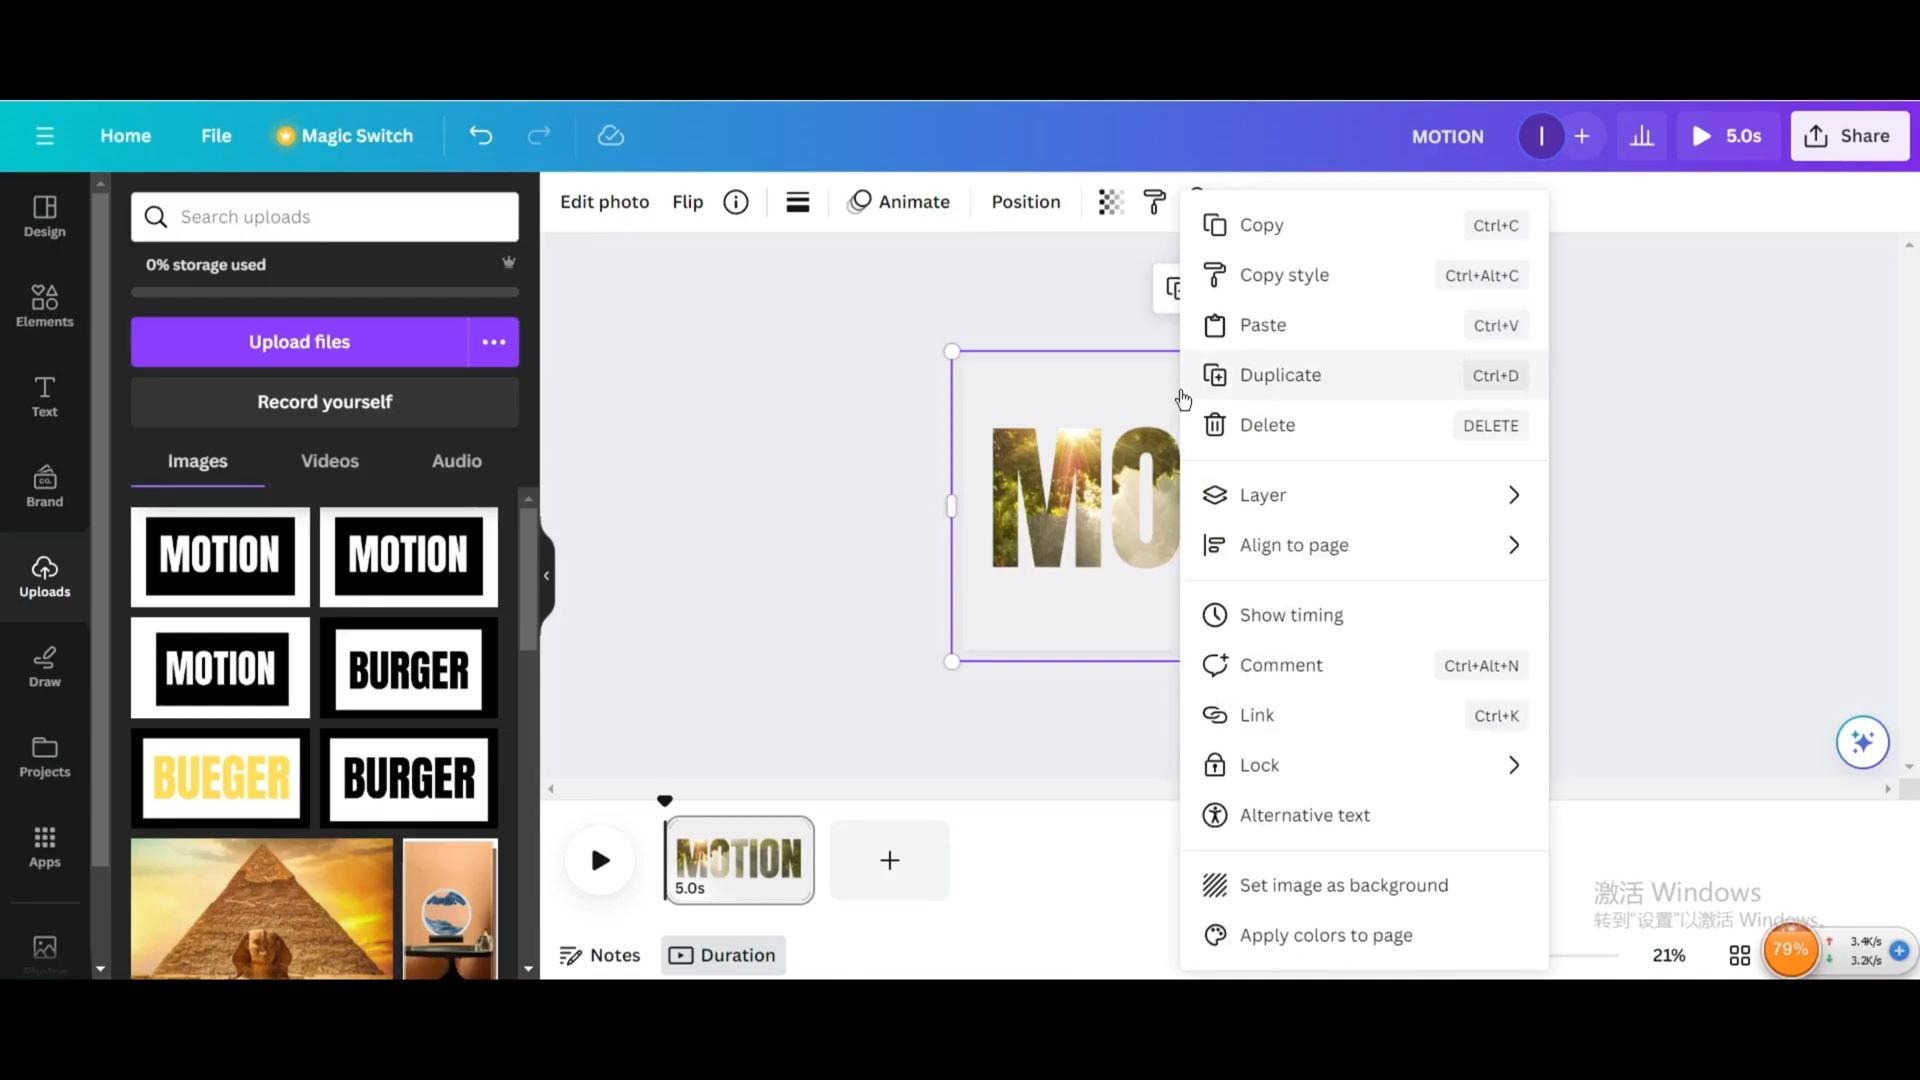 Home
File
Magic Switch
MOTION
I
5.0s
Share
Design
Elements
Text
Brand
co.
Uploads
Draw
Projects
Apps
Search uploads
0% storage used
Upload files
Record yourself
Images
Videos
Audio
MOTION
MOTION
MOTION
BURGER
BUEGER
BURGER
Edit photo
Flip
Animate
Position
MO
Copy
Ctrl+C
Copy style
Ctrl+Alt+C
Paste
Ctrl+V
Duplicate
Ctrl+D
Delete
DELETE
Layer
Align to page
Show timing
Comment
Ctrl+Alt+N
Link
Ctrl+K
Lock
Alternative text
Set image as background
Apply colors to page
MOTION
5.0s
Notes
Duration
激活 Windows
转到“设置”以激活 Windows。
21%
79%
3.4K/s
3.2K/s